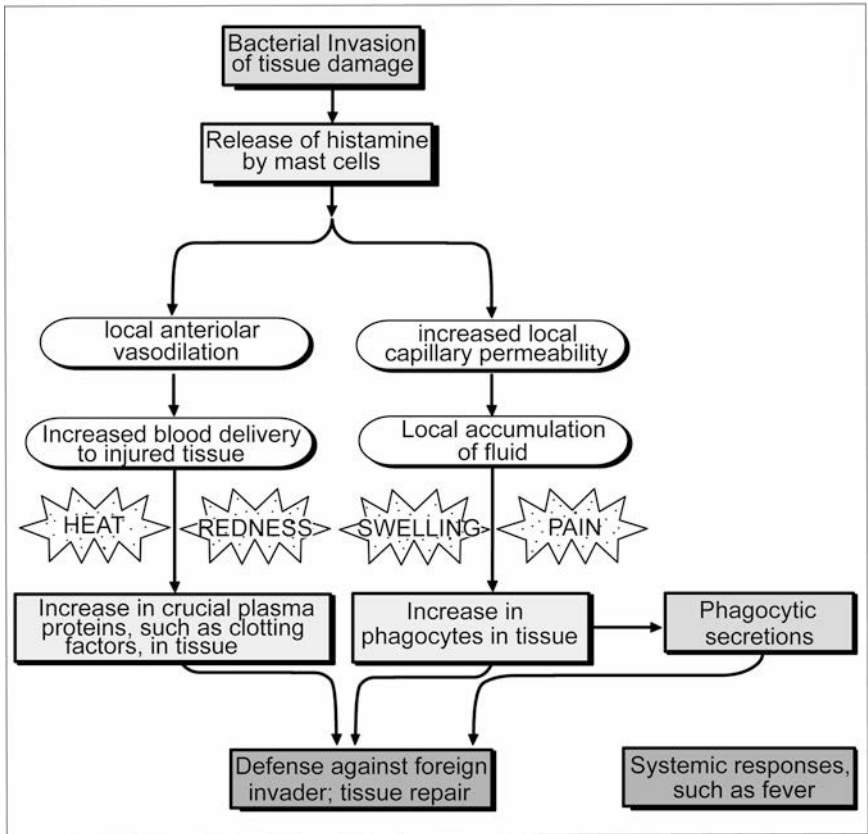 Bacterial Invasion
of tissue damage
Release of histamine
by mast cells
local anteriolar
vasodilation
increased local
capillary permeability
Increased blood delivery
to injured tissue
Local accumulation
of fluid
HEAT
REDNESS
SWELLING
PAIN
Increase in crucial plasma
proteins, such as clotting
factors, in tissue
Increase in
phagocytes in tissue
Phagocytic
secretions
Defense against foreign
invader; tissue repair
Systemic responses,
such as fever